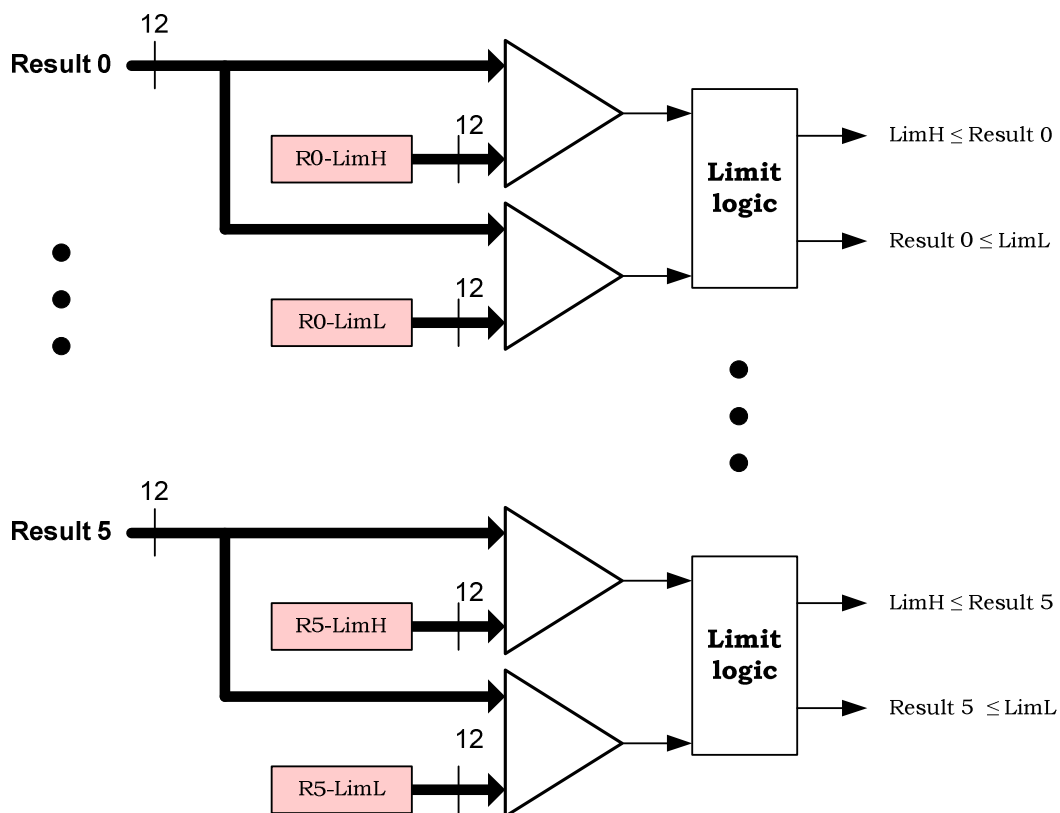 12
Result 0
12
R0-LimH
LimH ≤ Result 0
Limit
logic
Result 0 ≤ LimL
12
R0-LimL
12
Result 5
12
R5-LimH
LimH ≤ Result 5
Limit
logic
Result 5 ≤ LimL
12
R5-LimL